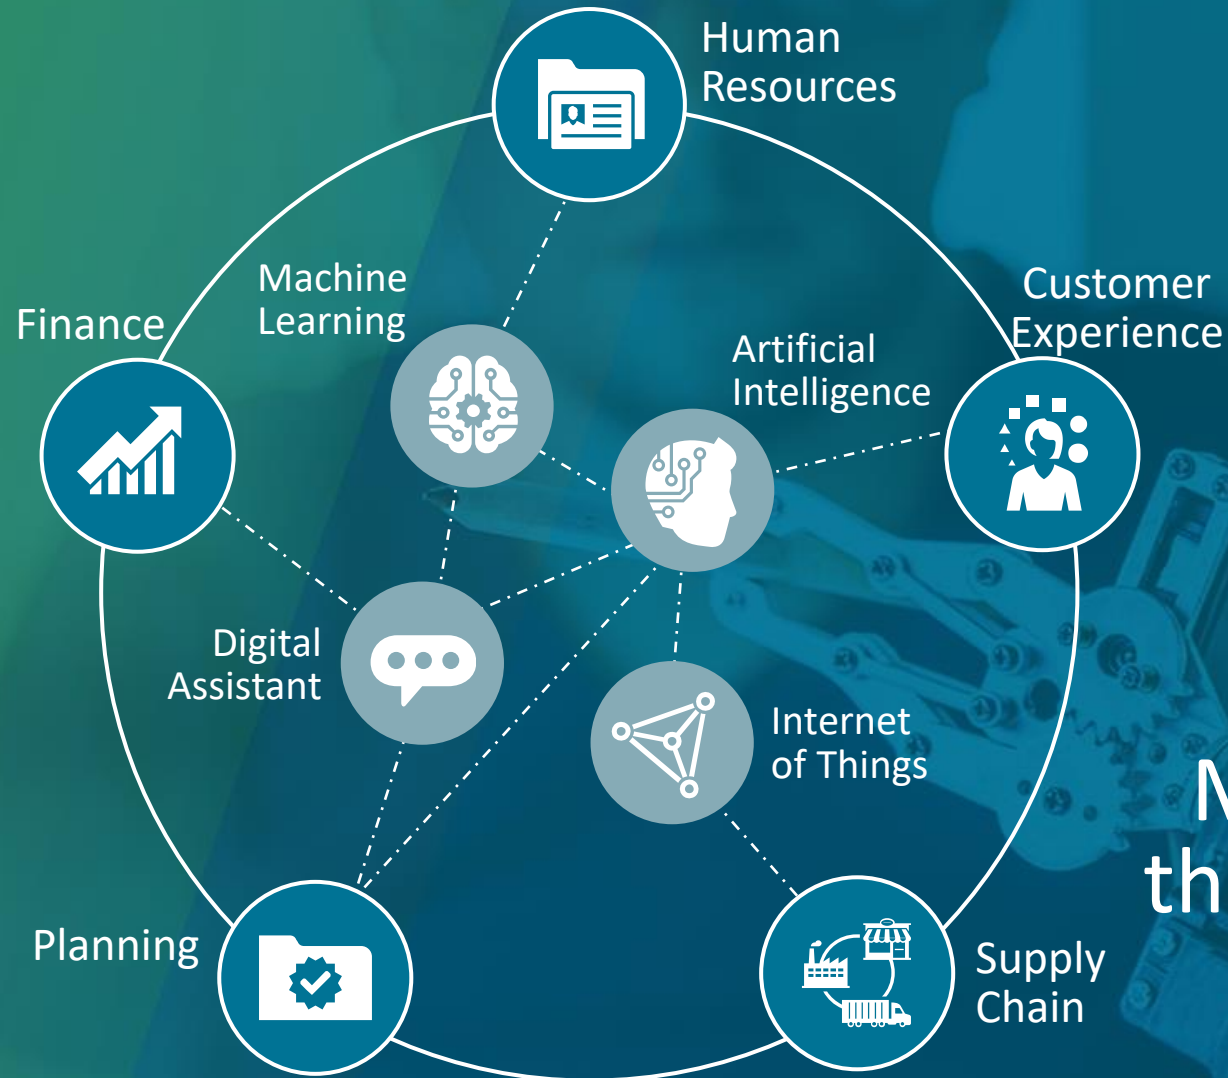 Human
Resources
Machine
Learning
Customer
Experience
Finance
Artificial
Intelligence
Digital
Assistant
Internet
of Things
Planning
Supply
Chain